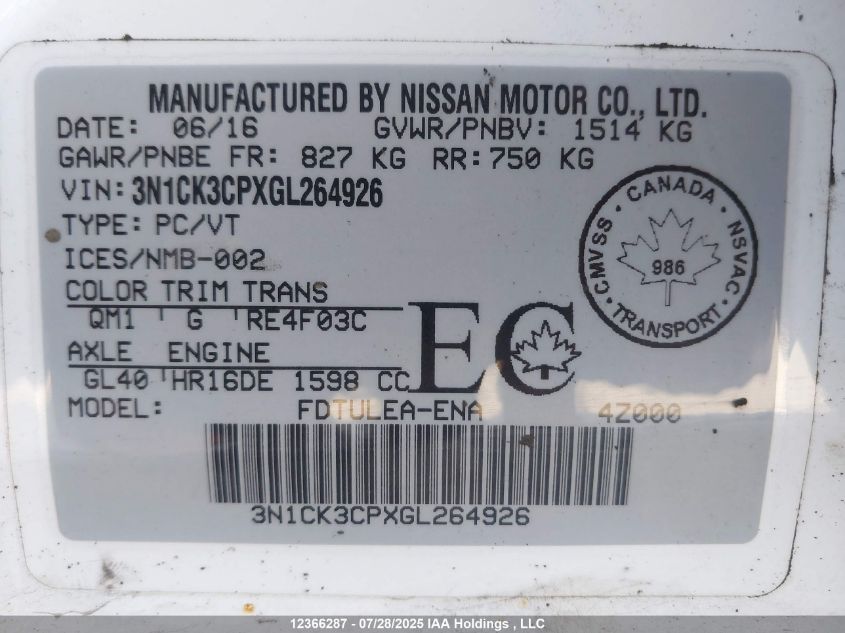 MANUFACTURED BY NISSAN MOTOR CO., LTD.
DATE: 06/16 GVWR/PNBV: 1514 KG
GAWR/PNBE FR: 827 KG RR: 750 KG
VIN: 3N1CK3CPXGL264926
TYPE: PC/VT
ICES/NMB-002
COLOR TRIM TRANS
QM1 G RE4F03C
AXLE ENGINE
GL40 HR16DE 1598 CC
MODEL: FDTULEA-ENA 4Z000
3N1CK3CPXGL264926
EC
· CANADA ·
CMVSS NSVAC
986
· TRANSPORT ·
12366287 - 07/28/2025 IAA Holdings , LLC